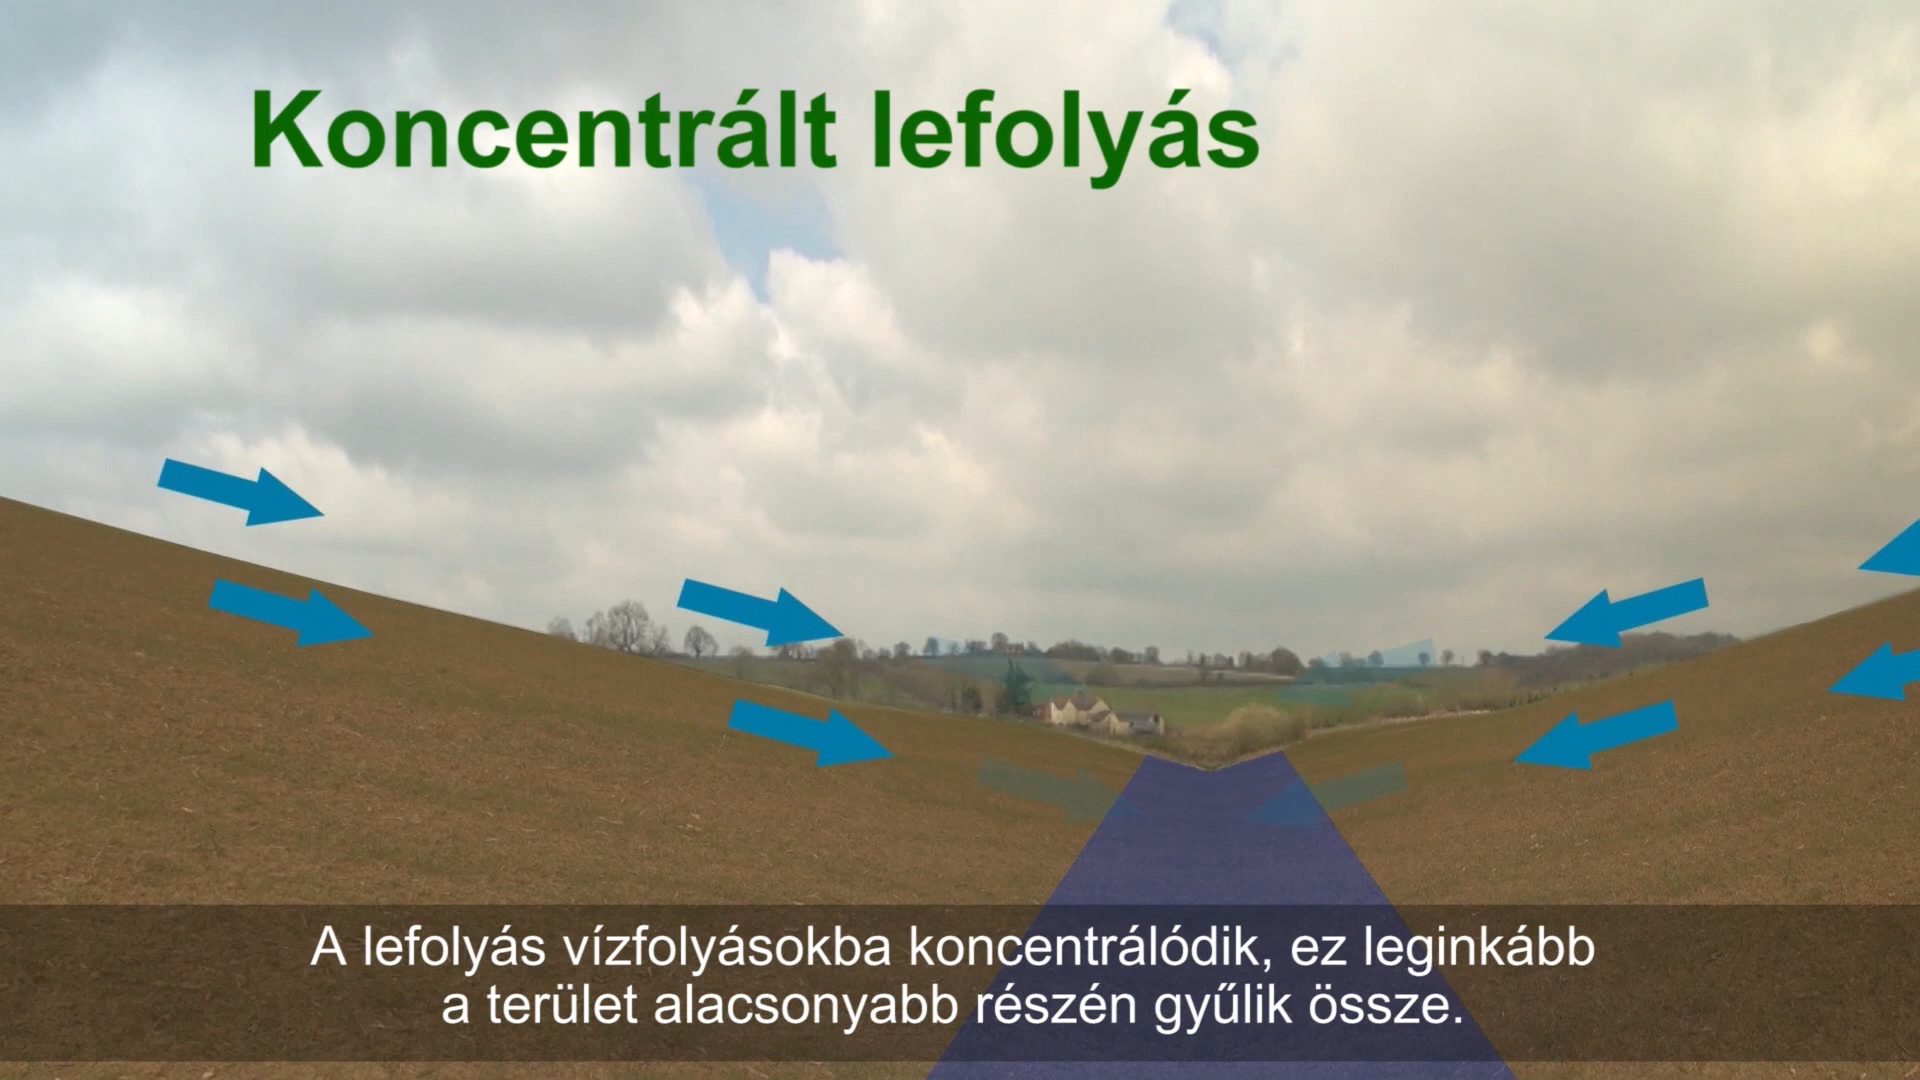 Koncentrált lefolyás
A lefolyás vízfolyásokba koncentrálódik, ez leginkább
a terület alacsonyabb részén gyűlik össze.